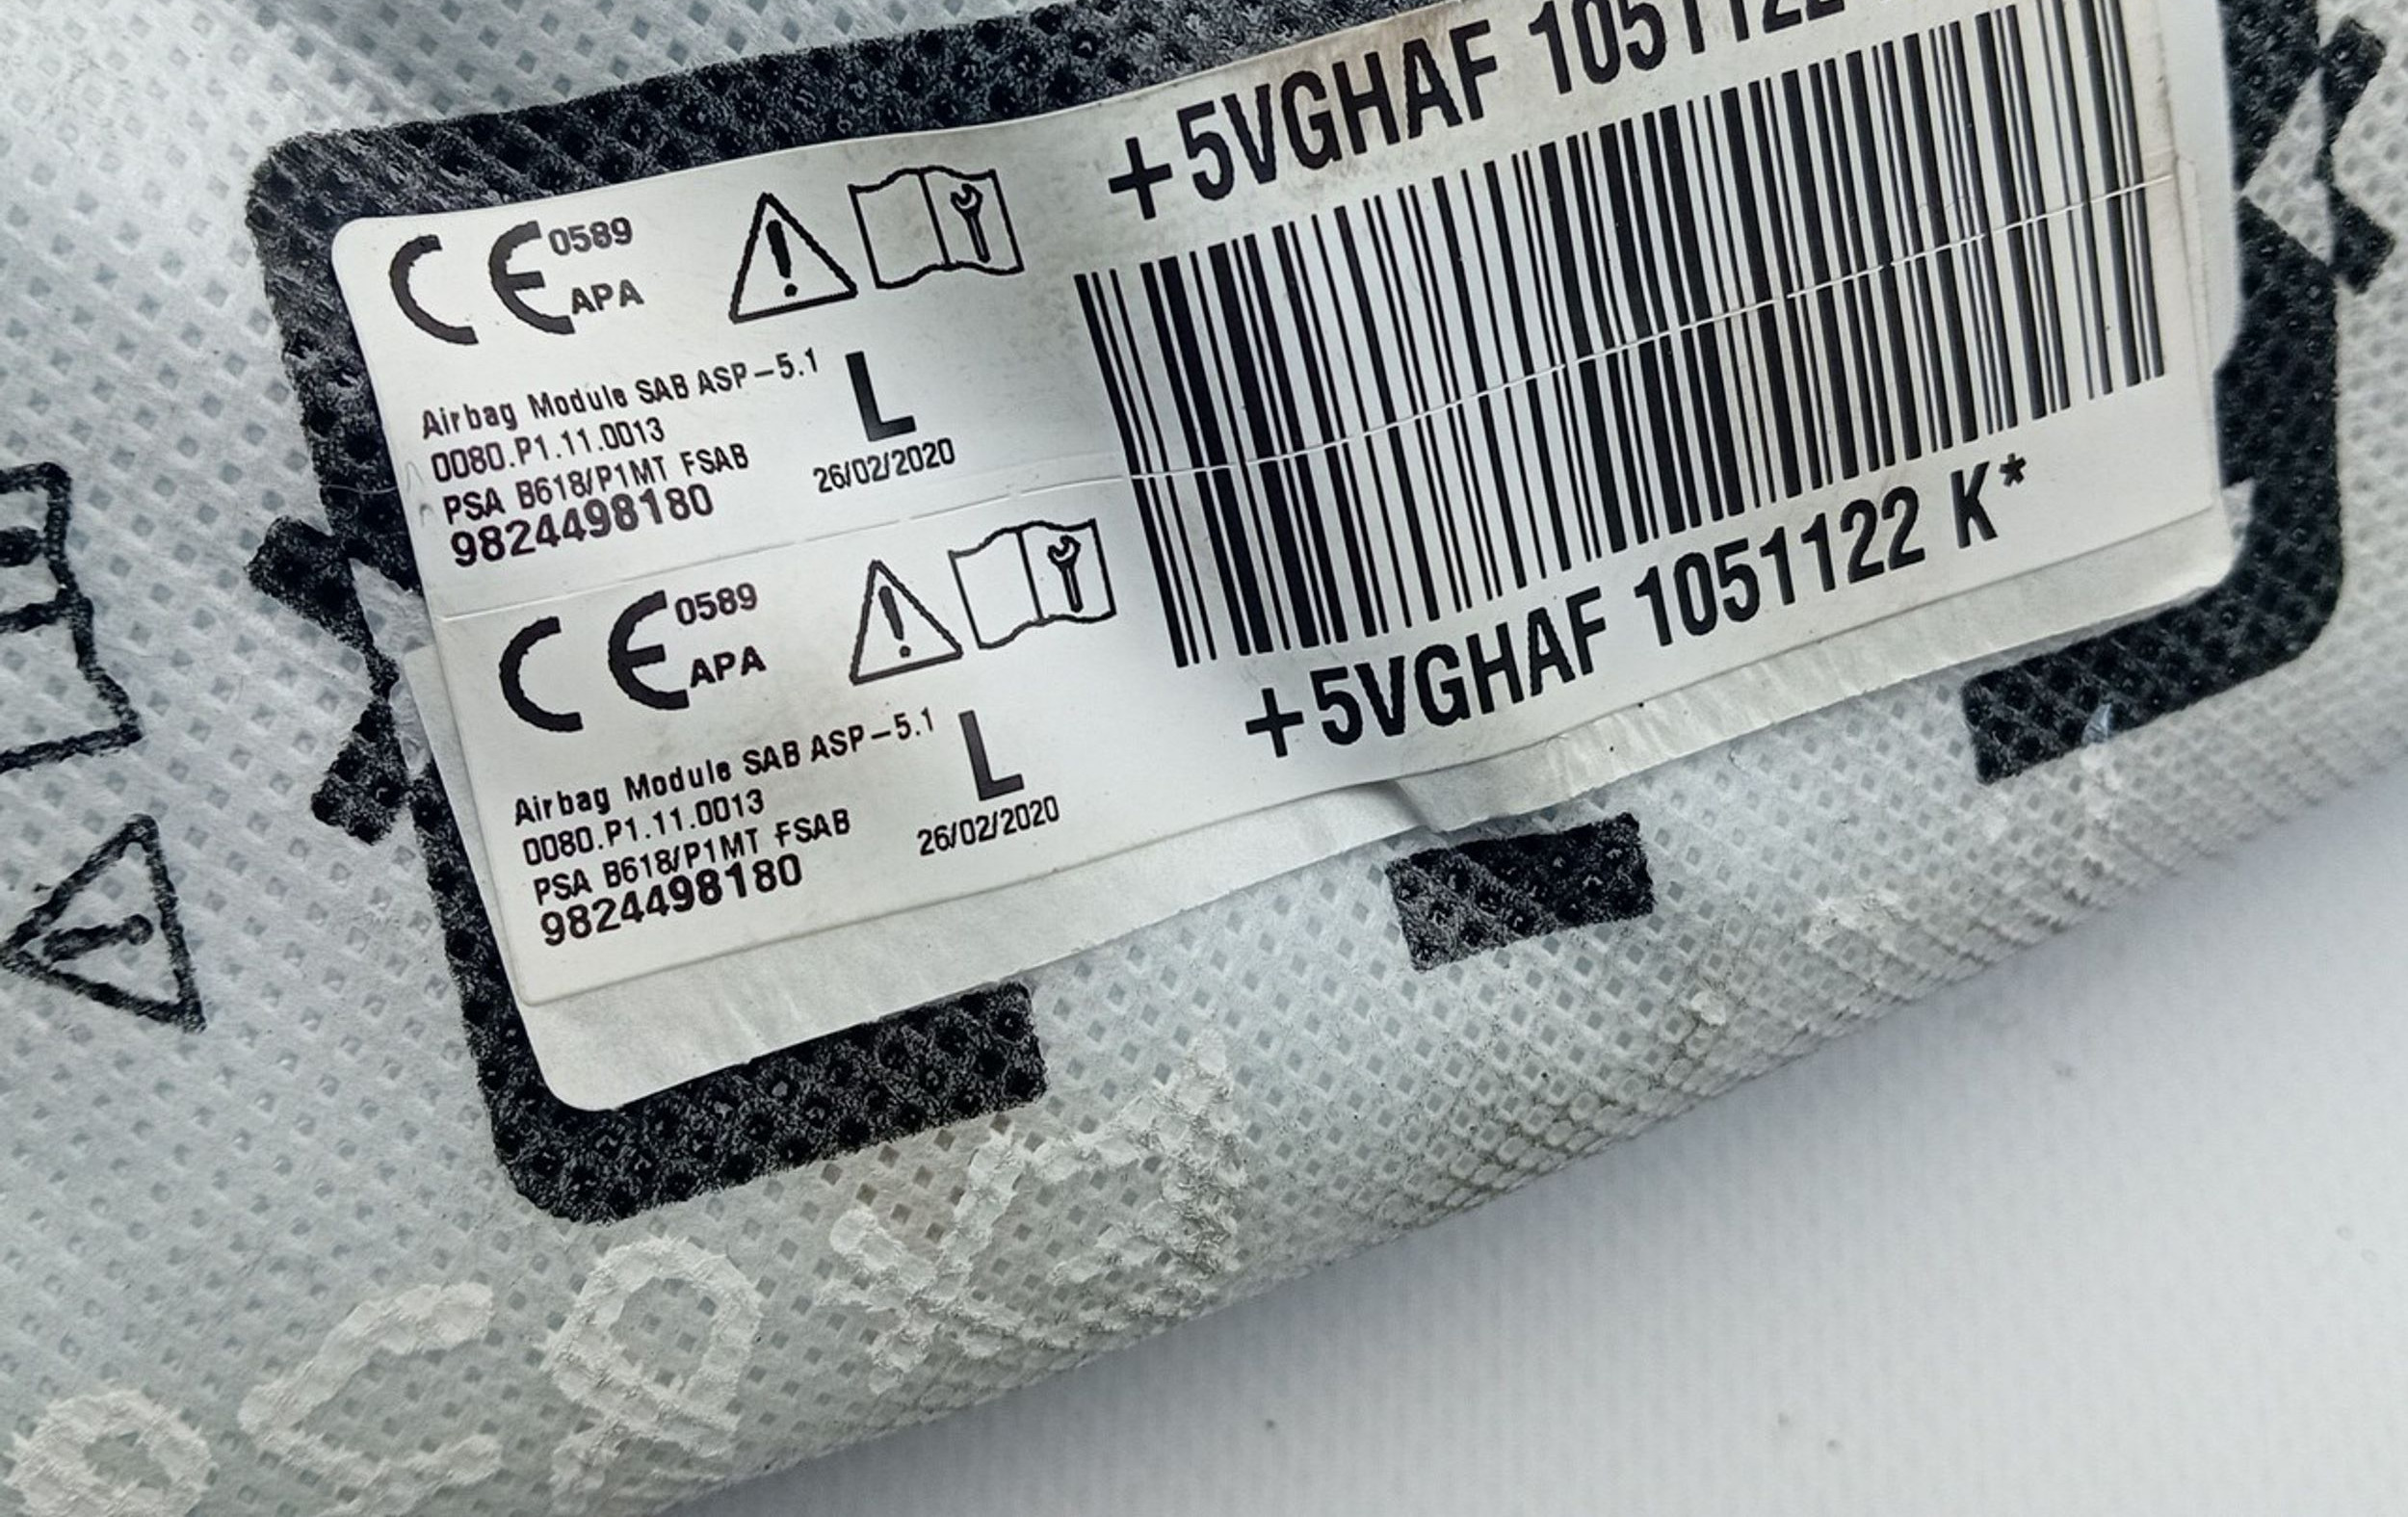 CE 0589
APA
Airbag Module SAB ASP-5.1
0080.P1.11.0013
PSA B618/P1MT FSAB
9824498180
L
26/02/2020
+5VGHAF 1051122
CE 0589
APA
Airbag Module SAB ASP-5.1
0080.P1.11.0013
PSA B618/P1MT FSAB
9824498180
L
26/02/2020
+5VGHAF 1051122 K*